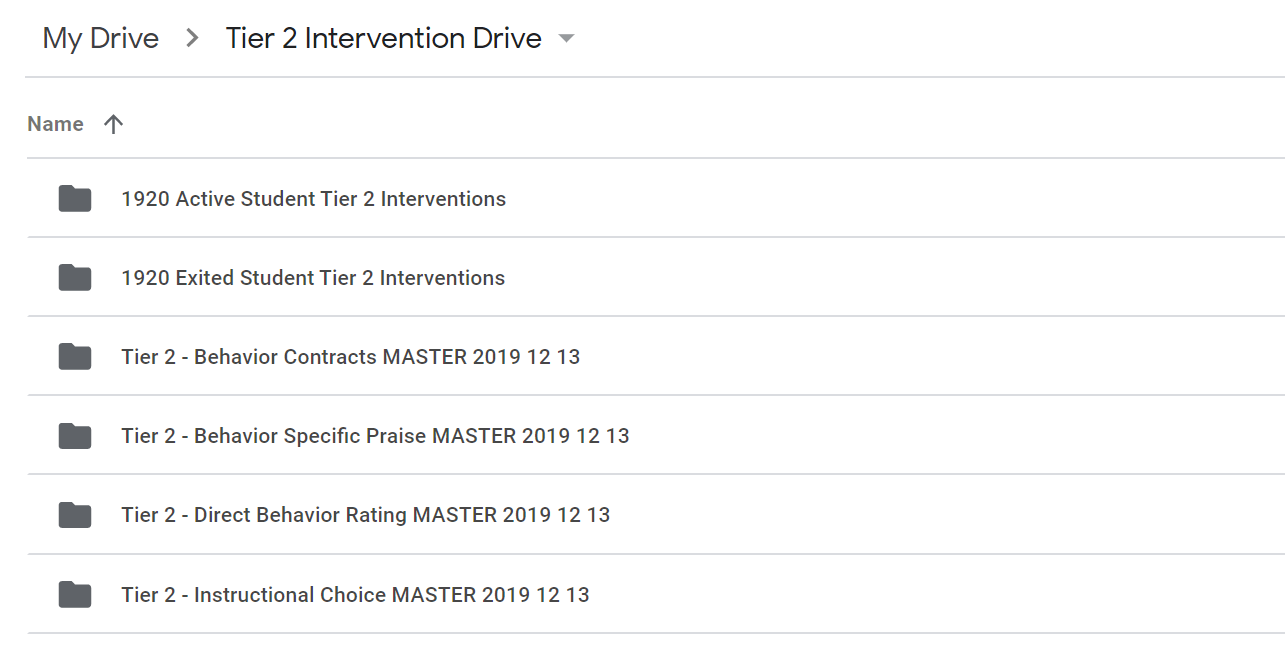 My Drive > Tier 2 Intervention Drive
Name
1920 Active Student Tier 2 Interventions
1920 Exited Student Tier 2 Interventions
Tier 2 - Behavior Contracts MASTER 2019 12 13
Tier 2 - Behavior Specific Praise MASTER 2019 12 13
Tier 2 - Direct Behavior Rating MASTER 2019 12 13
Tier 2 - Instructional Choice MASTER 2019 12 13